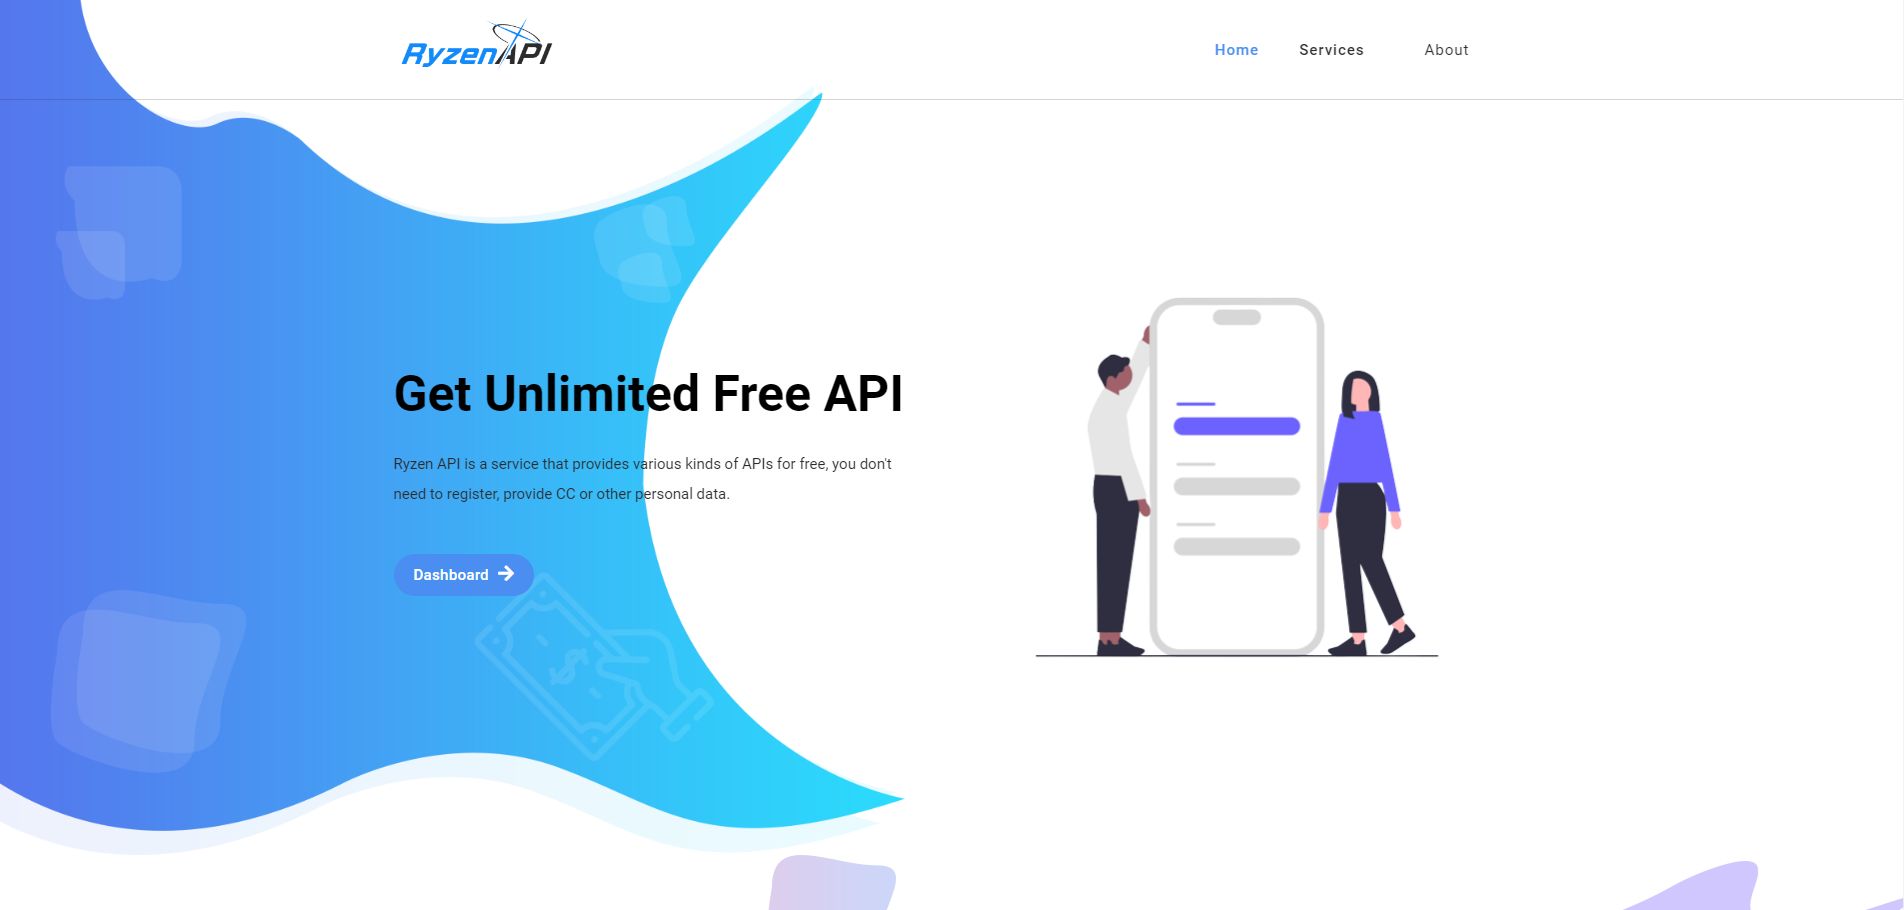 RyzenAPI
Home Services About
Get Unlimited Free API
Ryzen API is a service that provides various kinds of APIs for free, you don't
need to register, provide CC or other personal data.
Dashboard
$